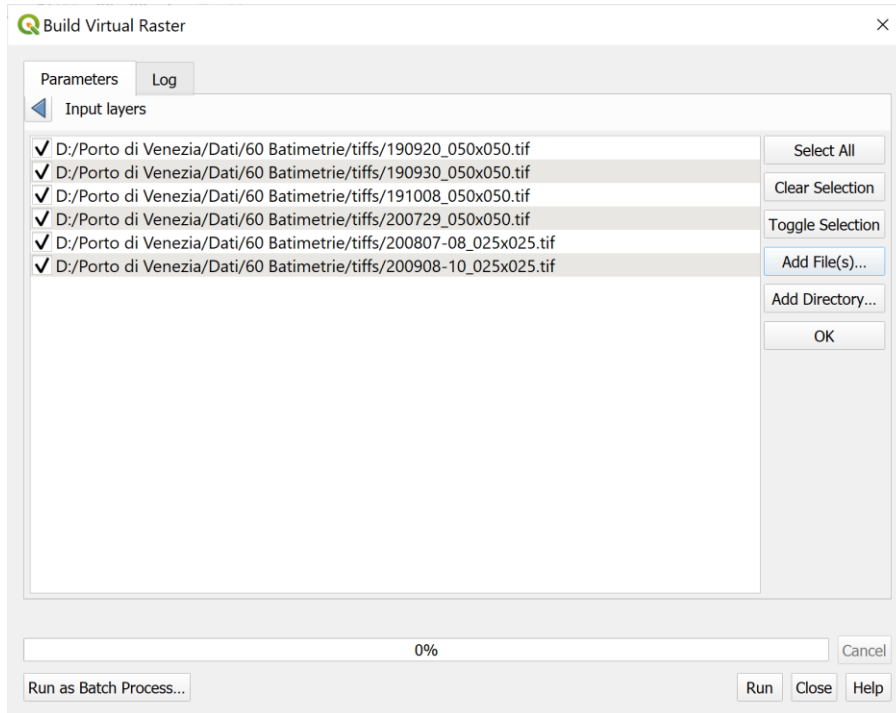 Build Virtual Raster
Parameters
Log
Input layers
D:/Porto di Venezia/Dati/60 Batimetrie/tiffs/190920_050x050.tif
D:/Porto di Venezia/Dati/60 Batimetrie/tiffs/190930_050x050.tif
D:/Porto di Venezia/Dati/60 Batimetrie/tiffs/191008_050x050.tif
D:/Porto di Venezia/Dati/60 Batimetrie/tiffs/200729_050x050.tif
D:/Porto di Venezia/Dati/60 Batimetrie/tiffs/200807-08_025x025.tif
D:/Porto di Venezia/Dati/60 Batimetrie/tiffs/200908-10_025x025.tif
Select All
Clear Selection
Toggle Selection
Add File(s)...
Add Directory...
OK
0%
Cancel
Run as Batch Process...
Run
Close
Help